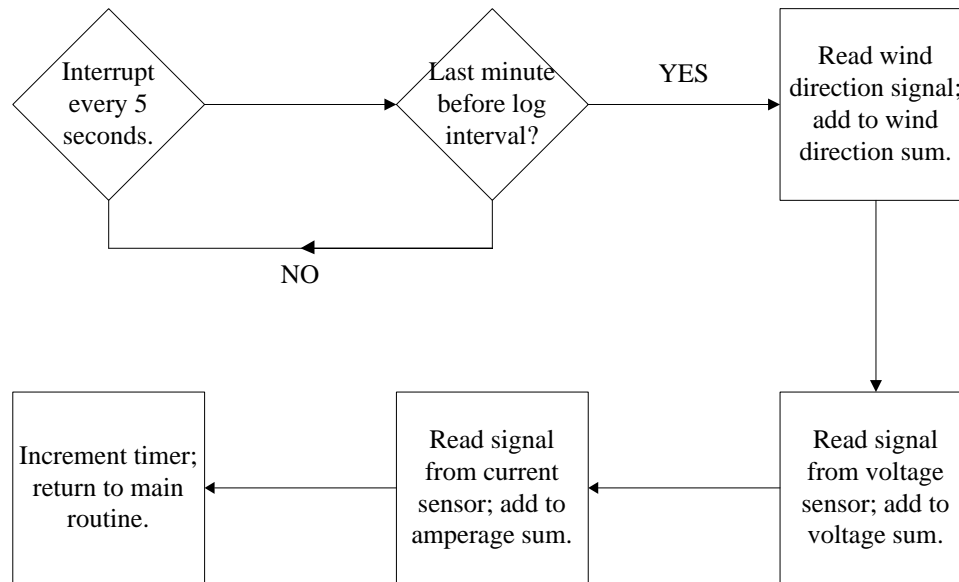 Interrupt
every 5
seconds.
Last minute
before log
interval?
YES
Read wind
direction signal;
add to wind
direction sum.
NO
Increment timer;
return to main
routine.
Read signal
from current
sensor; add to
amperage sum.
Read signal
from voltage
sensor; add to
voltage sum.